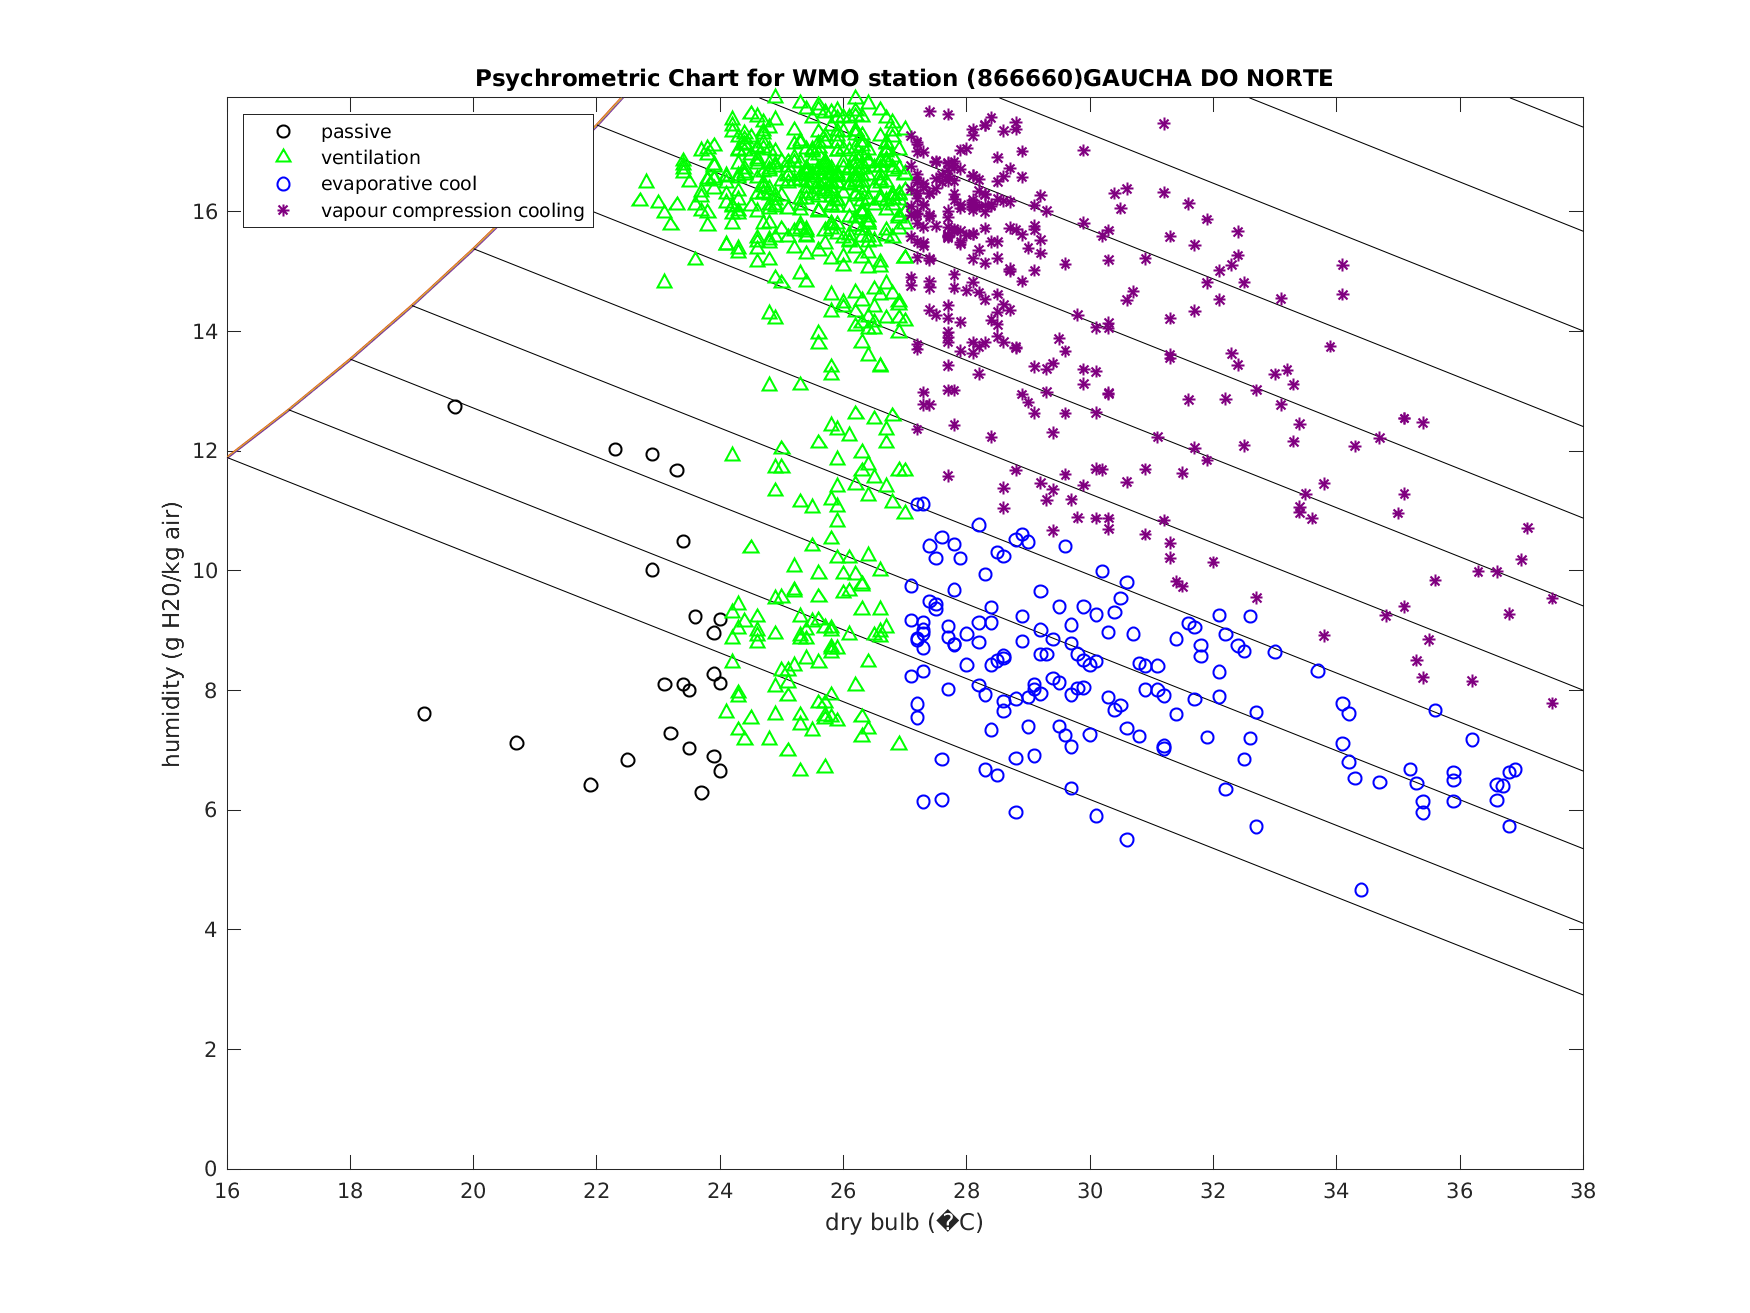 Psychrometric Chart for WMO station (866660)GAUCHA DO NORTE
passive
ventilation
evaporative cool
vapour compression cooling
humidity (g H20/kg air)
16
14
12
10
8
6
4
2
0
16 18 20 22 24 26 28 30 32 34 36 38
dry bulb (�C)